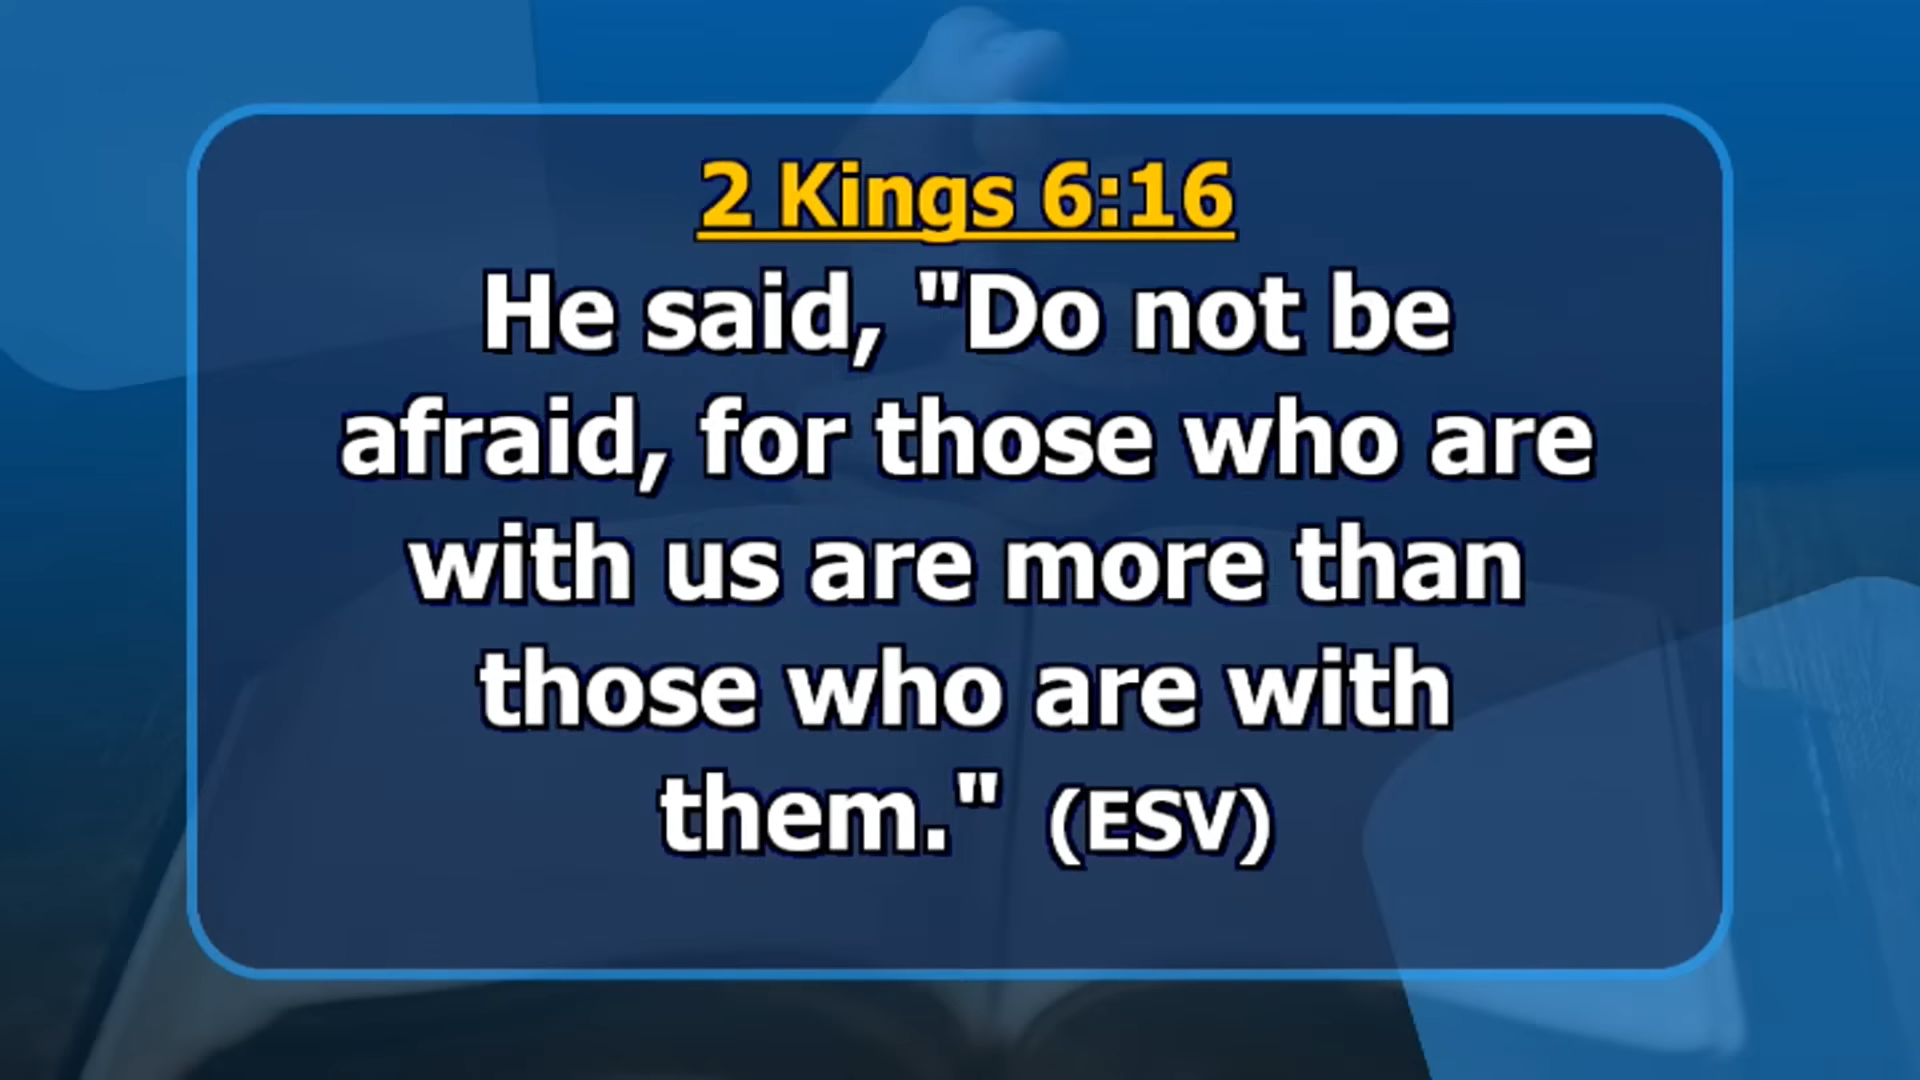 2 Kings 6:16
He said, "Do not be
afraid, for those who are
with us are more than
those who are with
them." (ESV)